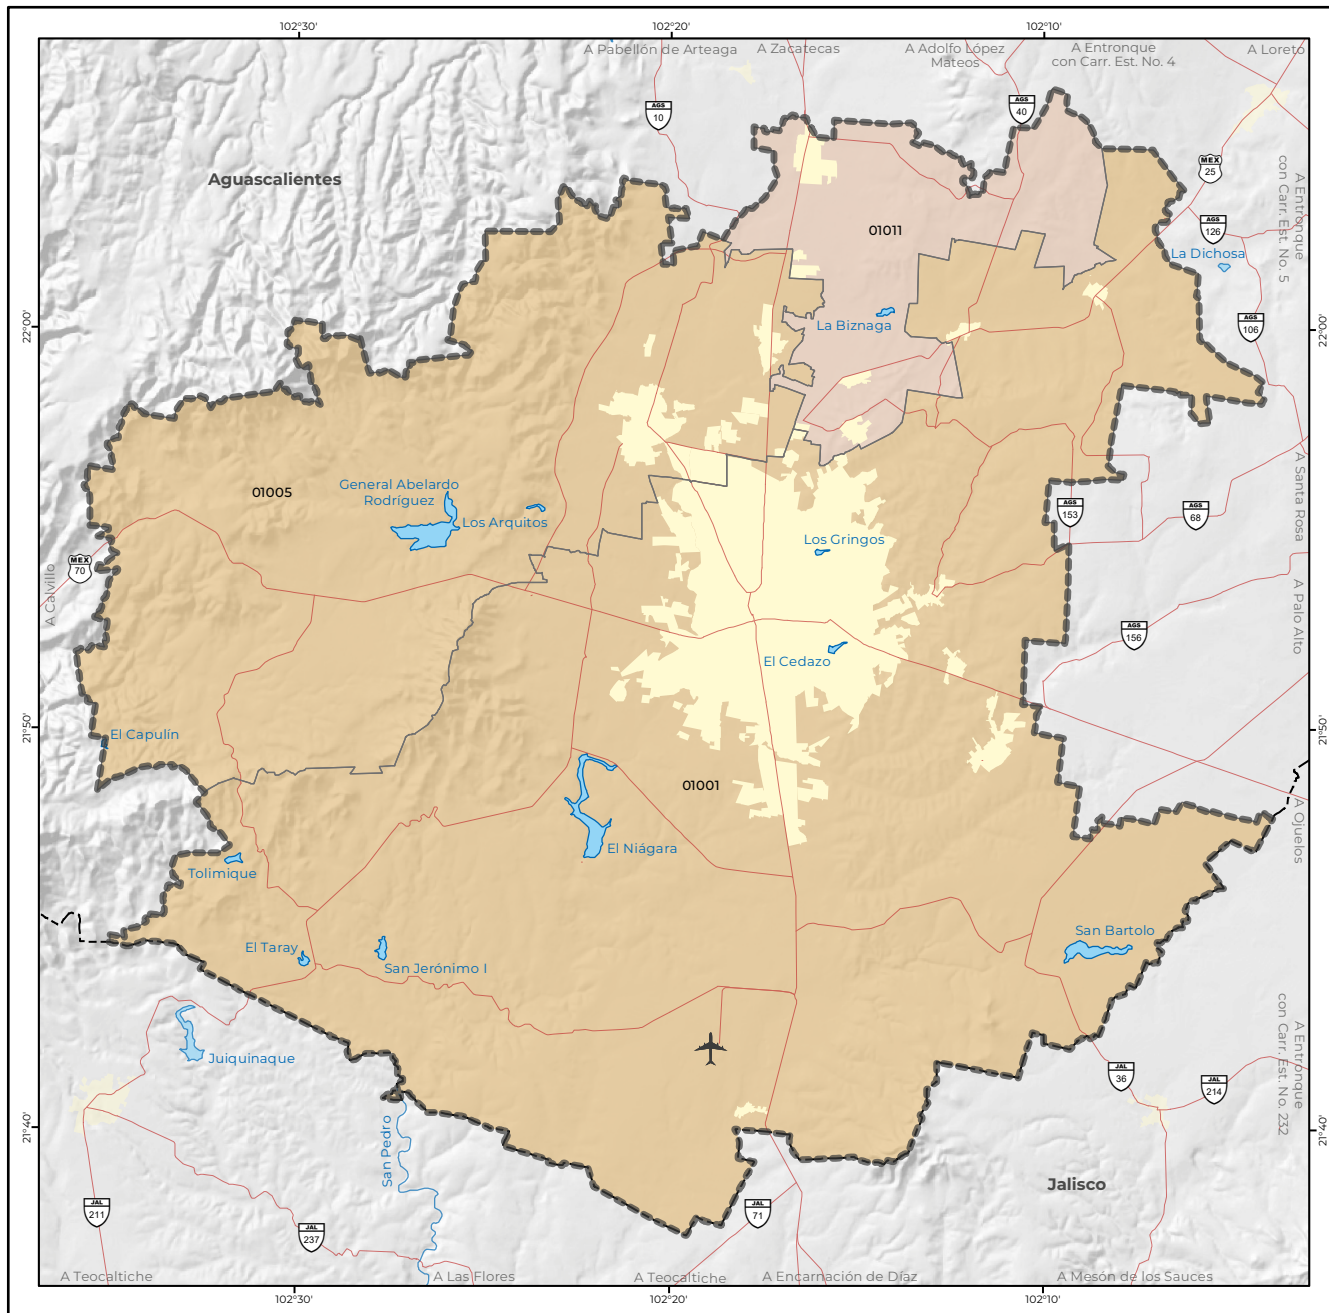 102°30'
102°20'
102°10'
A Pabellón de Arteaga
A Zacatecas
A Adolfo López
Mateos
A Entronque
con Carr. Est. No. 4
A Loreto
AGS
10
AGS
40
MEX
25
A Entronque
con Carr. Est. No. 5
Aguascalientes
AGS
126
01011
La Dichosa
22°00'
La Biznaga
AGS
106
22°00'
General Abelardo
Rodríguez
01005
Los Arquitos
A Santa Rosa
AGS
153
AGS
68
Los Gringos
MEX
70
A Calvillo
A Palo Alto
AGS
156
El Cedazo
21°50'
El Capulín
21°50'
01001
A Ojuelos
El Niágara
Tolimique
San Bartolo
El Taray
San Jerónimo I
Juiquinaque
A Entronque
con Carr. Est. No. 232
JAL
36
JAL
214
21°40'
21°40'
San Pedro
Jalisco
JAL
211
JAL
71
JAL
237
A Teocaltiche
A Las Flores
A Teocaltiche
A Encarnación de Díaz
A Mesón de los Sauces
102°30'
102°20'
102°10'